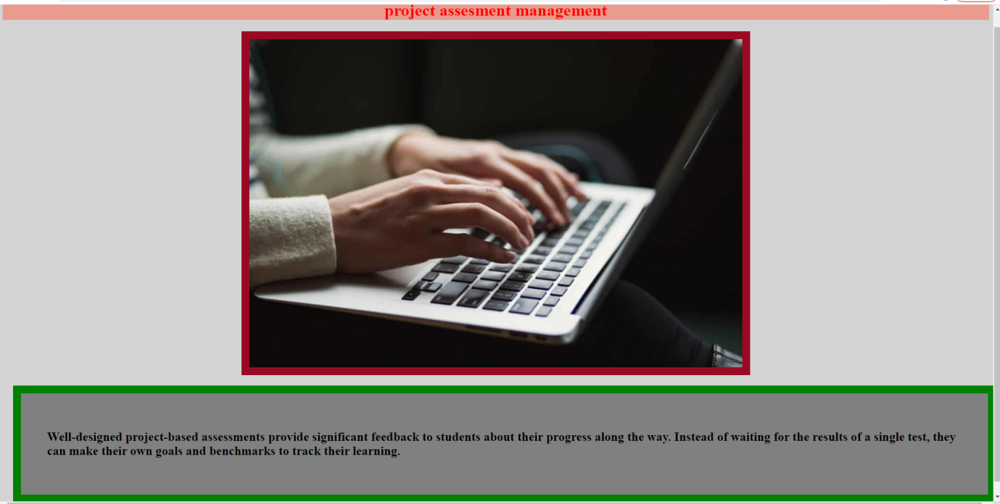 project assesment management
Well-designed project-based assessments provide significant feedback to students about their progress along the way. Instead of waiting for the results of a single test, they
can make their own goals and benchmarks to track their learning.